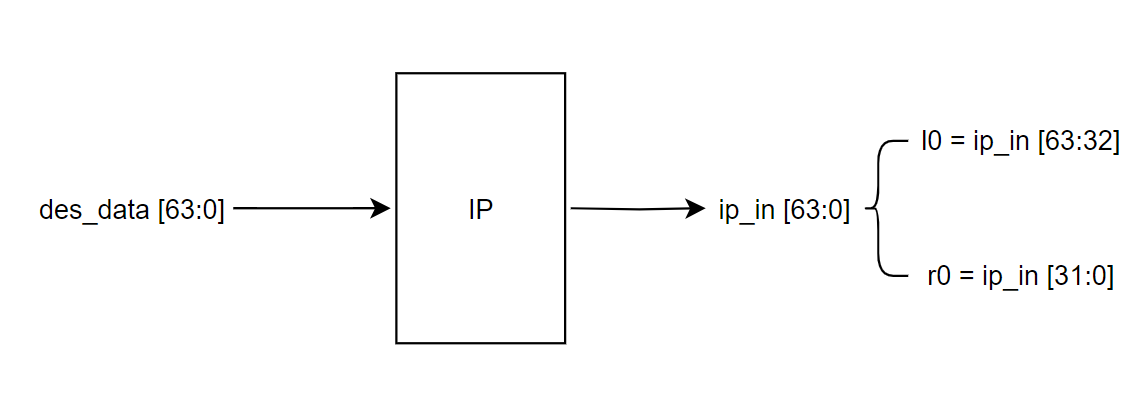 des_data [63:0]
IP
ip_in [63:0]
l0 = ip_in [63:32]
r0 = ip_in [31:0]